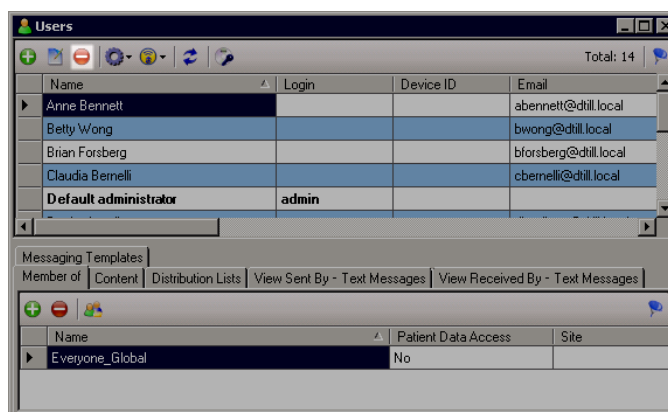 Users
Total: 14
Name Login Device ID Email
Anne Bennett abennett@dtill.local
Betty Wong bwong@dtill.local
Brian Forsberg bforsberg@dtill.local
Claudia Bernelli cbernelli@dtill.local
Default administrator admin
Messaging Templates
Member of Content Distribution Lists View Sent By - Text Messages View Received By - Text Messages
Name Patient Data Access Site
Everyone_Global No